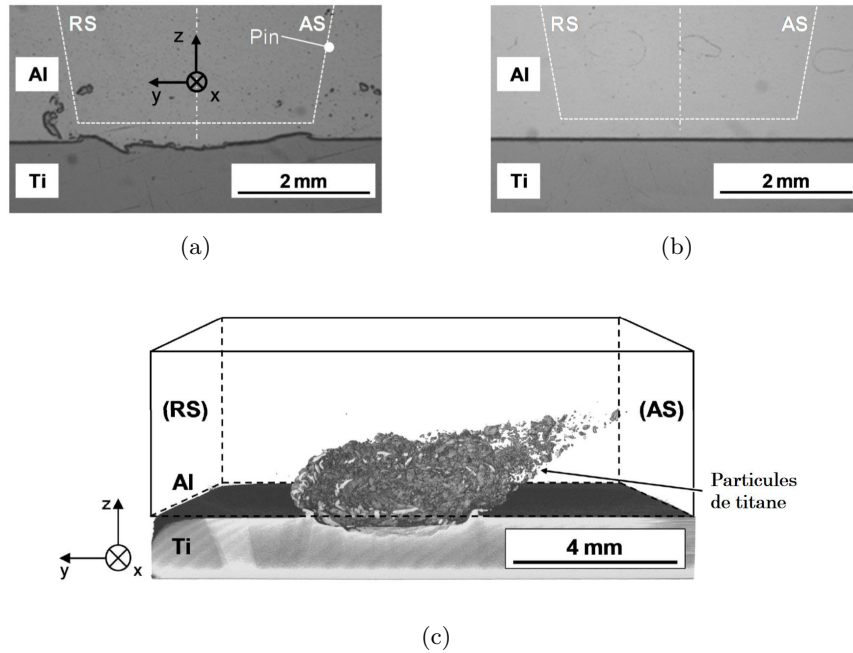 RS
AS
Pin
z
y
x
Al
Ti
2 mm
(a)
RS
AS
Al
Ti
2 mm
(b)
(RS)
(AS)
Al
Particules
de titane
z
Ti
y
x
4 mm
(c)